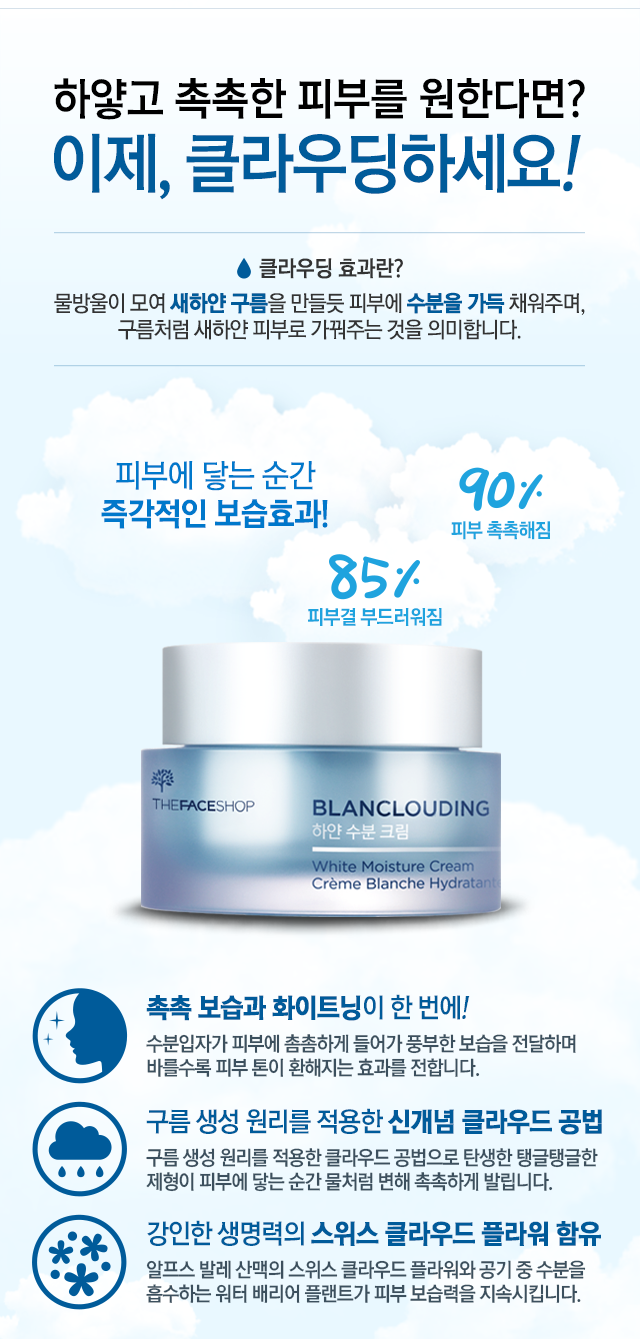 하얗고 촉촉한 피부를 원한다면?
이제, 클라우딩하세요!
클라우딩 효과란?
물방울이 모여 새하얀 구름을 만들듯 피부에 수분을 가득 채워주며,
구름처럼 새하얀 피부로 가꿔주는 것을 의미합니다.
피부에 닿는 순간
즉각적인 보습효과!
90%
피부 촉촉해짐
85%
피부결 부드러워짐
THEFACESHOP
BLANCLOUDING
하얀 수분 크림
White Moisture Cream
Crème Blanche Hydratante
촉촉 보습과 화이트닝이 한 번에!
수분입자가 피부에 촘촘하게 들어가 풍부한 보습을 전달하며
바를수록 피부 톤이 환해지는 효과를 전합니다.
구름 생성 원리를 적용한 신개념 클라우드 공법
구름 생성 원리를 적용한 클라우드 공법으로 탄생한 탱글탱글한
제형이 피부에 닿는 순간 물처럼 변해 촉촉하게 발립니다.
강인한 생명력의 스위스 클라우드 플라워 함유
알프스 발레 산맥의 스위스 클라우드 플라워와 공기 중 수분을
흡수하는 워터 배리어 플랜트가 피부 보습력을 지속시킵니다.